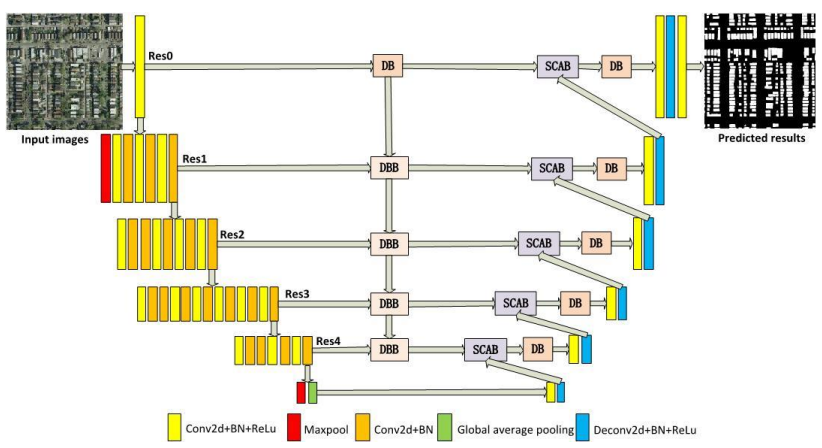 Input images
Res0
DB
SCAB
DB
Predicted results
Res1
DBB
SCAB
DB
Res2
DBB
SCAB
DB
Res3
DBB
SCAB
DB
Res4
DBB
SCAB
DB
Conv2d+BN+ReLu
Maxpool
Conv2d+BN
Global average pooling
Deconv2d+BN+ReLu